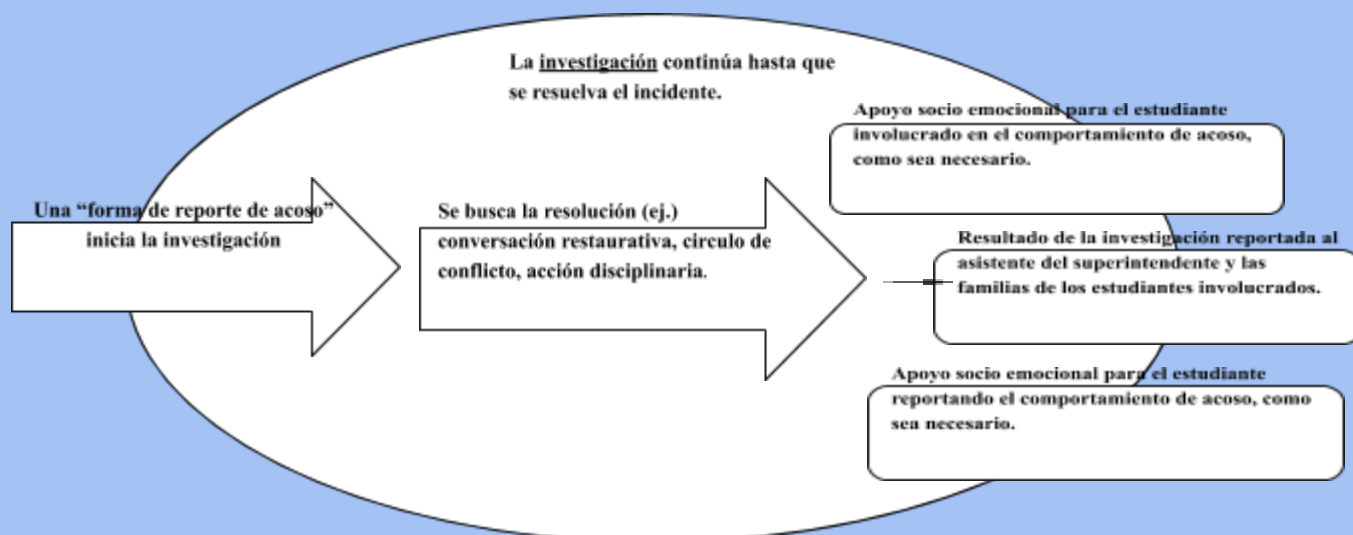 La investigación continúa hasta que
se resuelva el incidente.
Una “forma de reporte de acoso”
inicia la investigación
Se busca la resolución (ej.)
conversación restaurativa, circulo de
conflicto, acción disciplinaria.
Apoyo socio emocional para el estudiante
involucrado en el comportamiento de acoso,
como sea necesario.
Resultado de la investigación reportada al
asistente del superintendente y las
familias de los estudiantes involucrados.
Apoyo socio emocional para el estudiante
reportando el comportamiento de acoso, como
sea necesario.